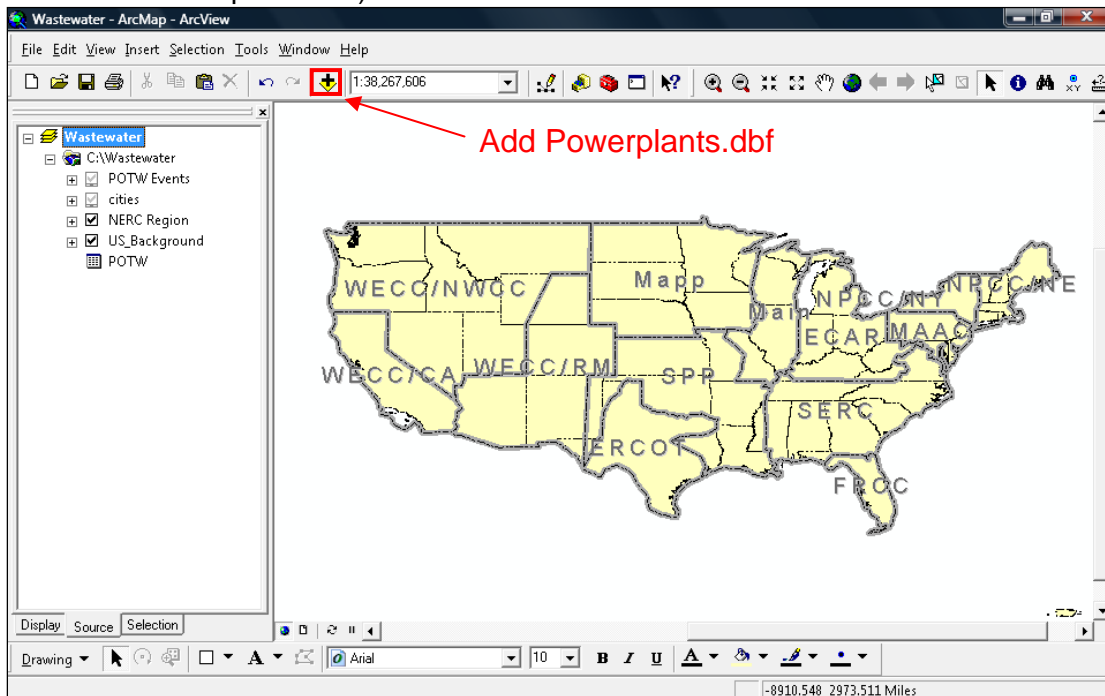 Wastewater - ArcMap - ArcView
File Edit View Insert Selection Tools Window Help
1:38,267,606
Add Powerplants.dbf
Wastewater
C:\Wastewater
POTW Events
cities
NERC Region
US_Background
POTW
WECC/NWCC
Mapp
Main
NPCC/NY
NPCC/NE
ECAR
MAAC
WECC/CA
WECC/RM
SPP
SERC
ERCOT
FRCC
Display Source Selection
Drawing A Arial 10 B I U A
-8910.548 2973.511 Miles